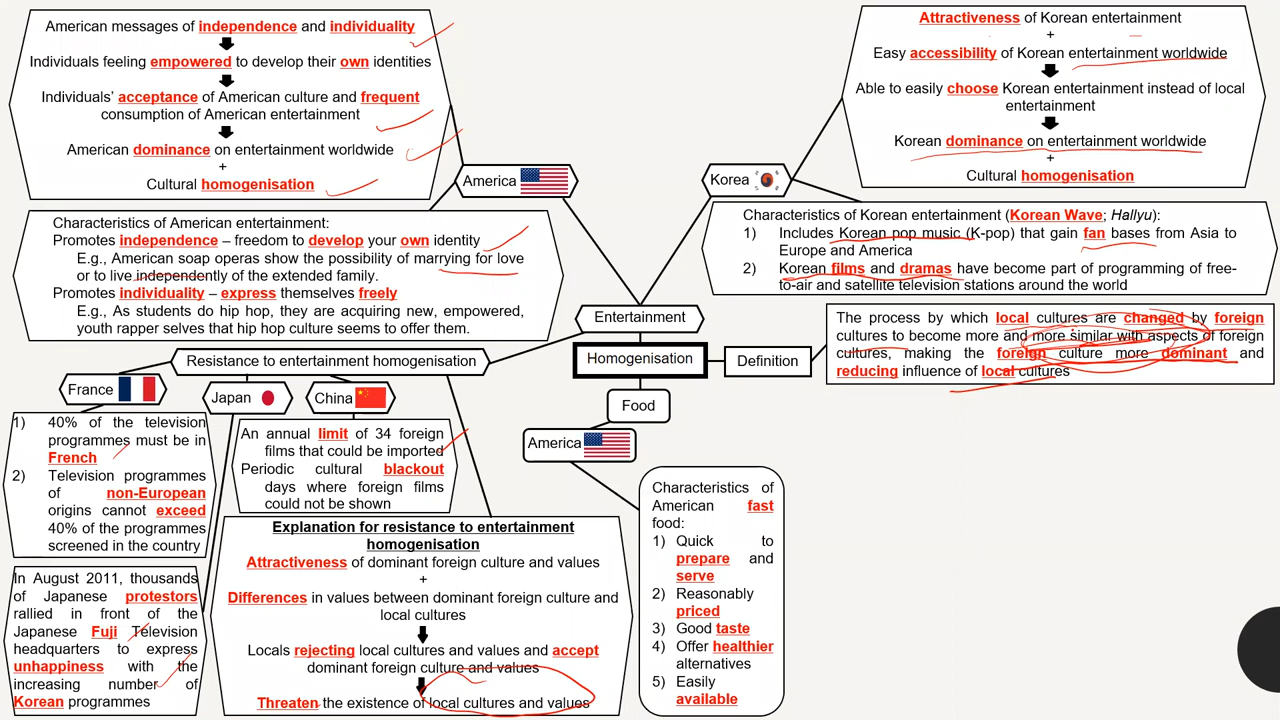 American messages of independence and individuality
Individuals feeling empowered to develop their own identities
Individuals' acceptance of American culture and frequent
consumption of American entertainment
American dominance on entertainment worldwide
+
Cultural homogenisation
America
Characteristics of American entertainment:
Promotes independence – freedom to develop your own identity
E.g., American soap operas show the possibility of marrying for love
or to live independently of the extended family.
Promotes individuality – express themselves freely
E.g., As students do hip hop, they are acquiring new, empowered,
youth rapper selves that hip hop culture seems to offer them.
Attractiveness of Korean entertainment
+
Easy accessibility of Korean entertainment worldwide
Able to easily choose Korean entertainment instead of local
entertainment
Korean dominance on entertainment worldwide
+
Cultural homogenisation
Korea
Characteristics of Korean entertainment (Korean Wave; Hallyu):
1) Includes Korean pop music (K-pop) that gain fan bases from Asia to
Europe and America
2) Korean films and dramas have become part of programming of free-
to-air and satellite television stations around the world
Entertainment
Homogenisation
Definition
The process by which local cultures are changed by foreign
cultures to become more and more similar with aspects of foreign
cultures, making the foreign culture more dominant and
reducing influence of local cultures
Resistance to entertainment homogenisation
France
Japan
China
1) 40% of the television
programmes must be in
French
2) Television programmes
of non-European
origins cannot exceed
40% of the programmes
screened in the country
An annual limit of 34 foreign
films that could be imported
Periodic cultural blackout
days where foreign films
could not be shown
In August 2011, thousands
of Japanese protestors
rallied in front of the
Japanese Fuji Television
headquarters to express
unhappiness with the
increasing number of
Korean programmes
Explanation for resistance to entertainment
homogenisation
Attractiveness of dominant foreign culture and values
+
Differences in values between dominant foreign culture and
local cultures
Locals rejecting local cultures and values and accept
dominant foreign culture and values
Threaten the existence of local cultures and values
Food
America
Characteristics of
American fast
food:
1) Quick to
prepare and
serve
2) Reasonably
priced
3) Good taste
4) Offer healthier
alternatives
5) Easily
available